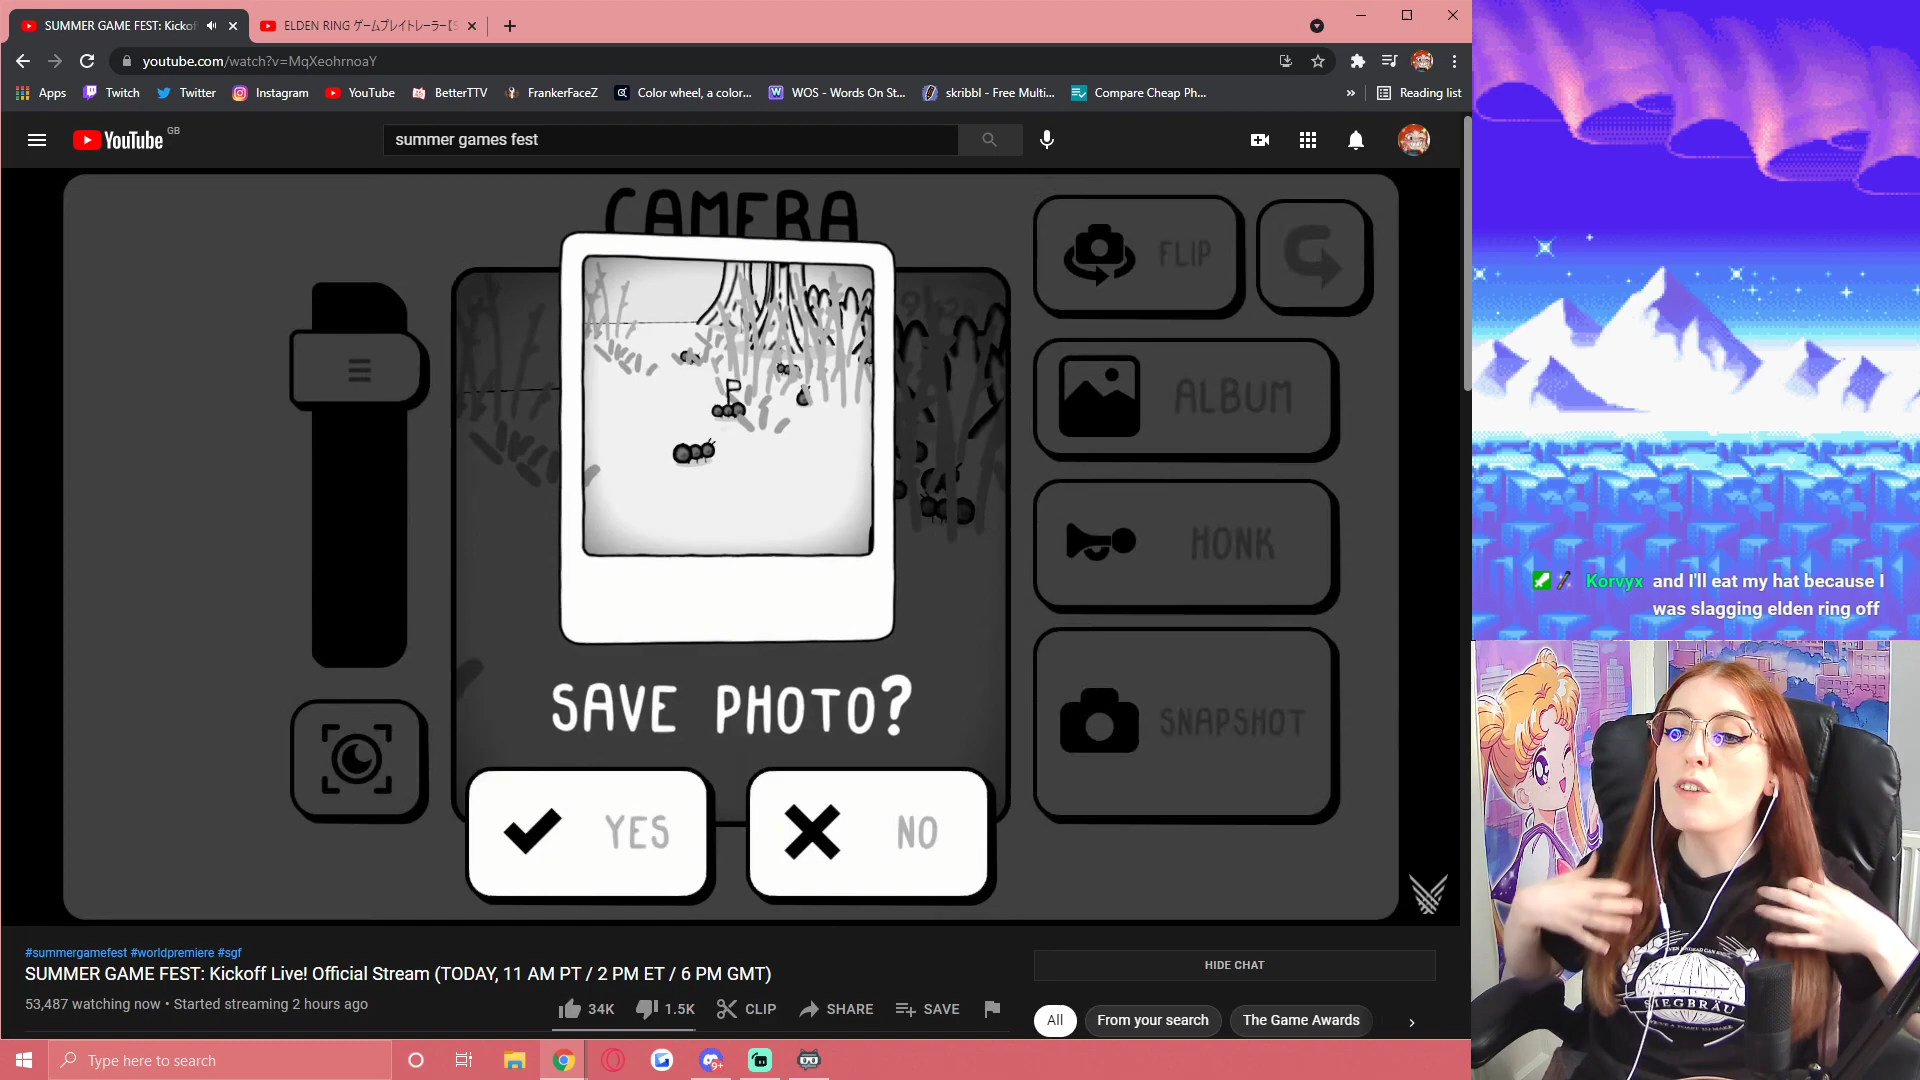 SUMMER GAME FEST: Kickof
ELDEN RING ゲームプレイトレーラー【S
youtube.com/watch?v=MqXeohrnoaY
Apps
Twitch
Twitter
Instagram
YouTube
BetterTTV
FrankerFaceZ
Color wheel, a color...
WOS - Words On St...
skribbl - Free Multi...
Compare Cheap Ph...
»
Reading list
YouTube GB
summer games fest
CAMERA
FLIP
ALBUM
HONK
SNAPSHOT
SAVE PHOTO?
YES
NO
Korvyx and I'll eat my hat because I
was slagging elden ring off
#summergamefest #worldpremiere #sgf
SUMMER GAME FEST: Kickoff Live! Official Stream (TODAY, 11 AM PT / 2 PM ET / 6 PM GMT)
53,487 watching now • Started streaming 2 hours ago
34K
1.5K
CLIP
SHARE
SAVE
HIDE CHAT
All
From your search
The Game Awards
SIEGBRÄU
Type here to search
9+